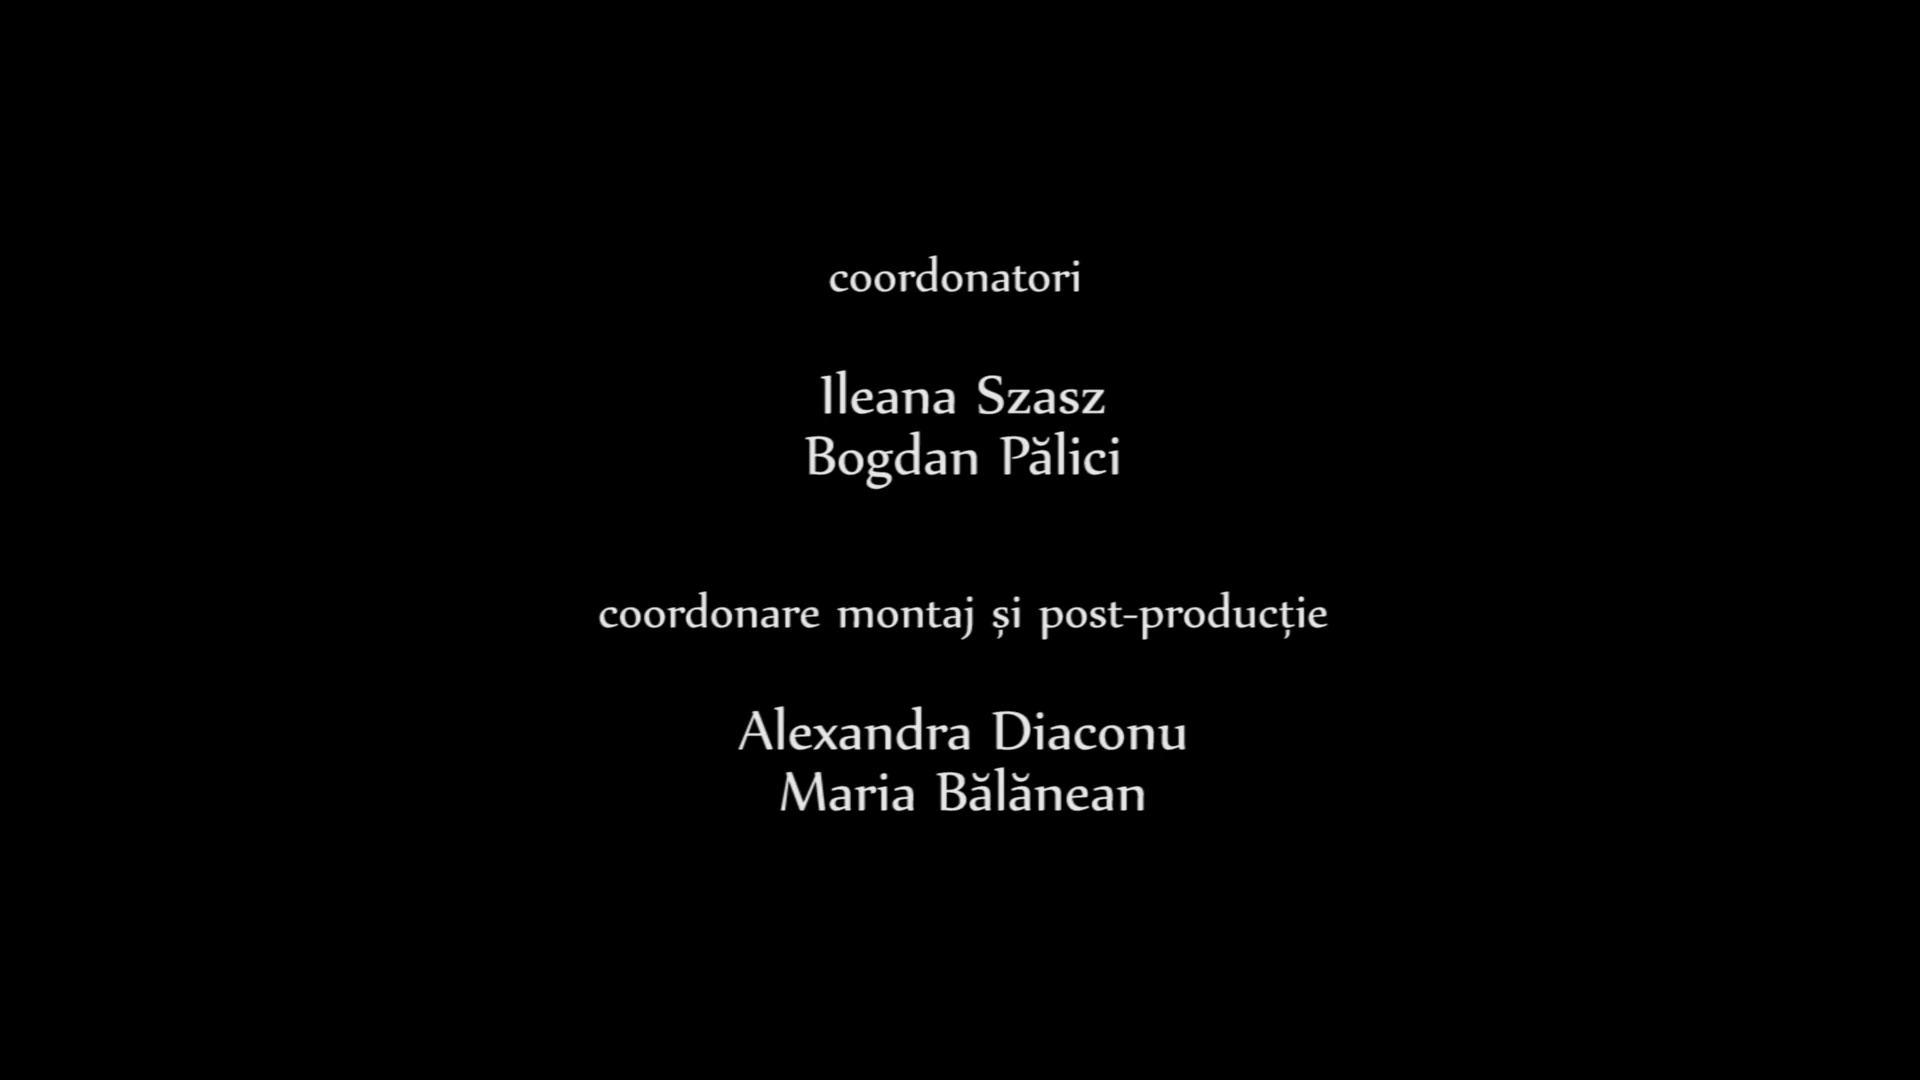 coordonatori
Ileana Szasz
Bogdan Pălici
coordonare montaj și post-producție
Alexandra Diaconu
Maria Bălănean